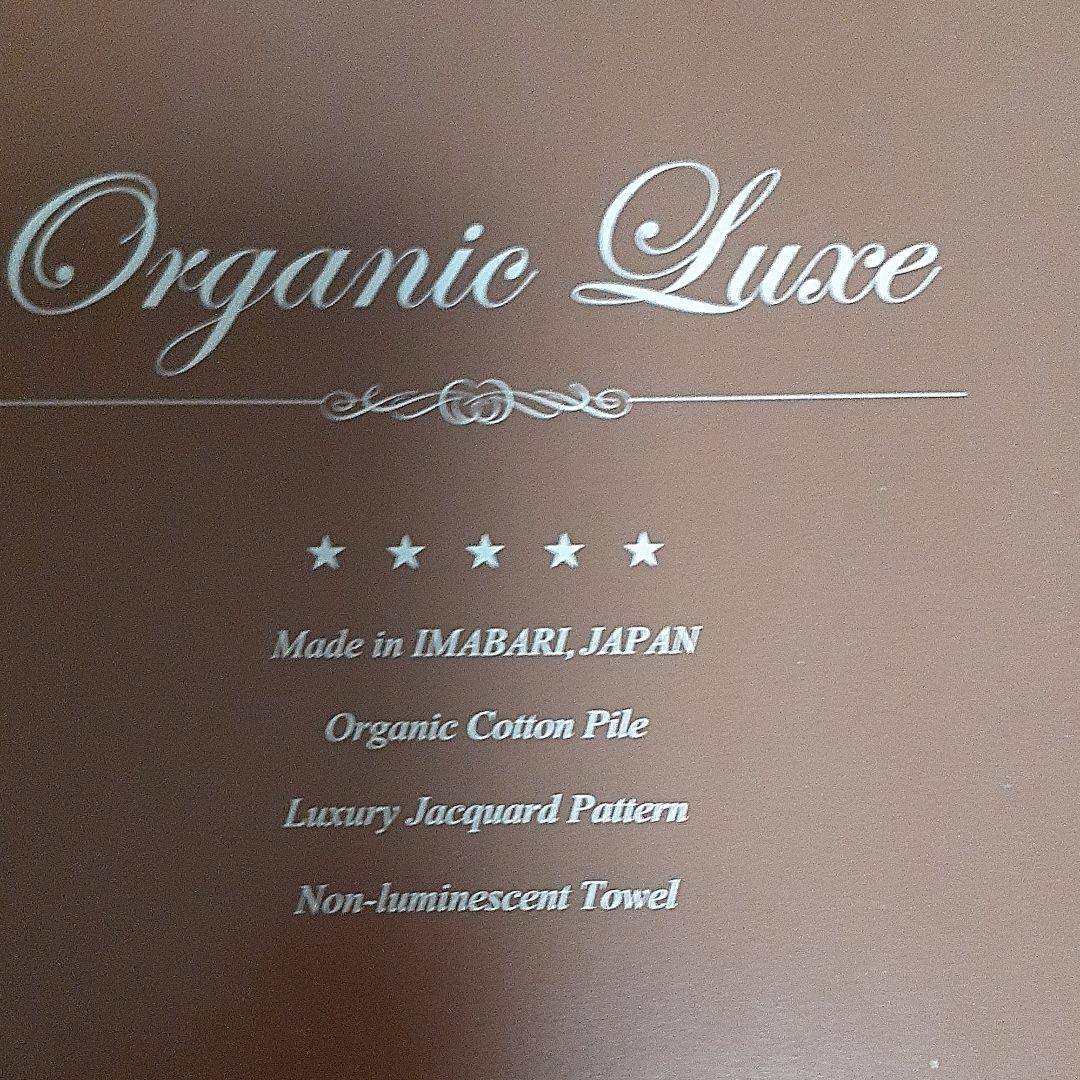 Organic Luxe
★ ★ ★ ★ ★
Made in IMABARI, JAPAN
Organic Cotton Pile
Luxury Jacquard Pattern
Non-luminescent Towel